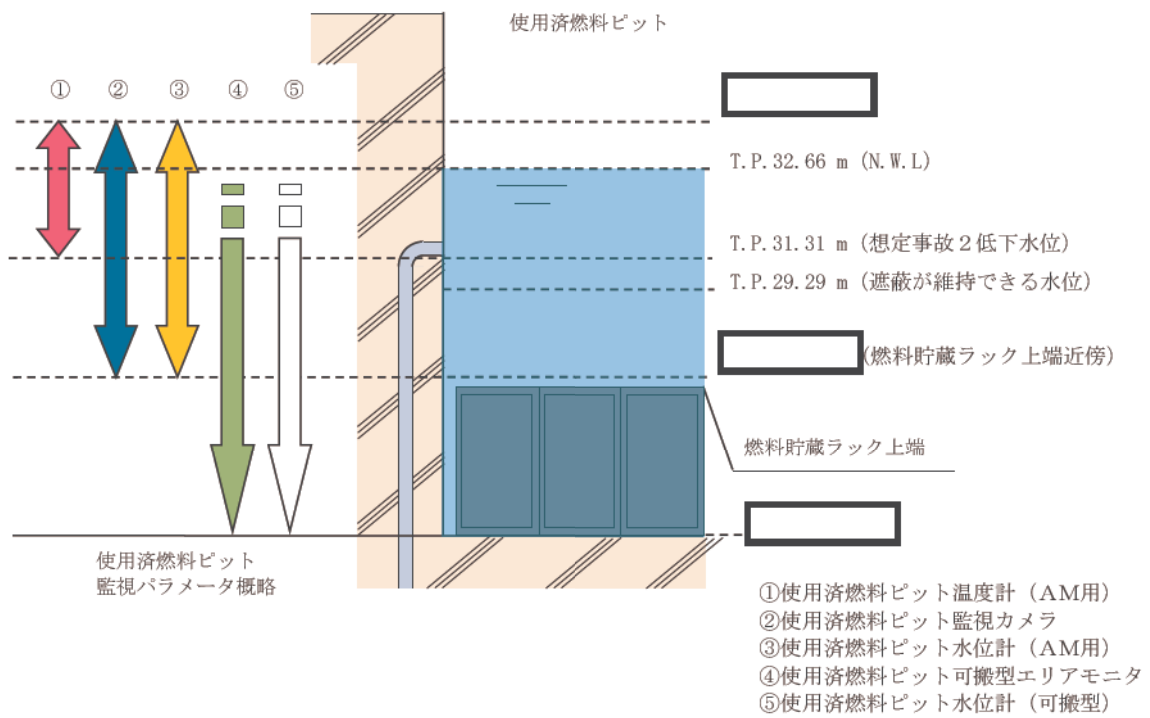 使用済燃料ピット
① ② ③ ④ ⑤
T.P.32.66 m (N.W.L)
T.P.31.31 m (想定事故２低下水位)
T.P.29.29 m (遮蔽が維持できる水位)
(燃料貯蔵ラック上端近傍)
燃料貯蔵ラック上端
使用済燃料ピット
監視パラメータ概略
①使用済燃料ピット温度計（ＡＭ用）
②使用済燃料ピット監視カメラ
③使用済燃料ピット水位計（ＡＭ用）
④使用済燃料ピット可搬型エリアモニタ
⑤使用済燃料ピット水位計（可搬型）